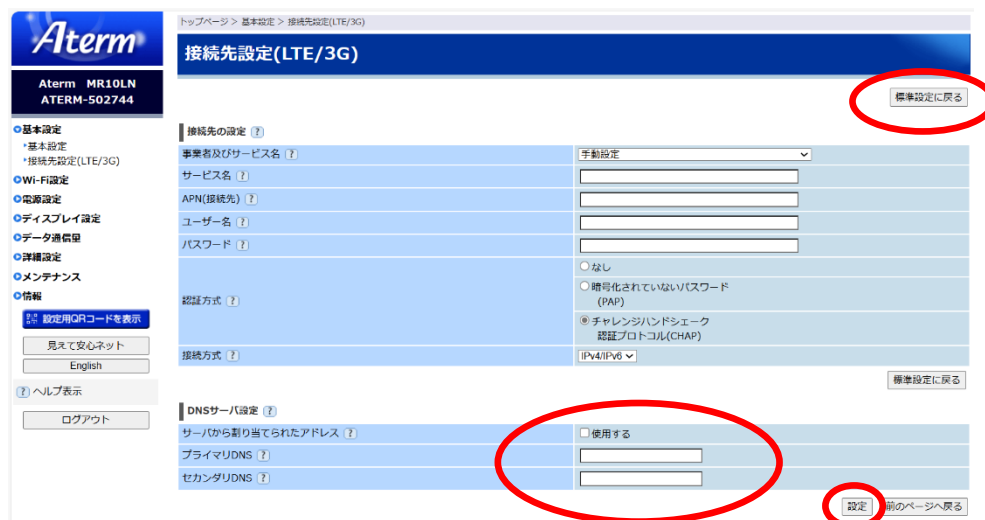 Aterm
Aterm MR10LN
ATERM-502744
基本設定
基本設定
接続先設定(LTE/3G)
Wi-Fi設定
電源設定
ディスプレイ設定
データ通信量
詳細設定
メンテナンス
情報
設定用QRコードを表示
見えて安心ネット
English
? ヘルプ表示
ログアウト
トップページ > 基本設定 > 接続先設定(LTE/3G)
接続先設定(LTE/3G)
標準設定に戻る
接続先の設定 ?
事業者及びサービス名 ? 手動設定
サービス名 ?
APN(接続先) ?
ユーザー名 ?
パスワード ?
認証方式 ?
なし
暗号化されていないパスワード
(PAP)
チャレンジハンドシェーク
認証プロトコル(CHAP)
接続方式 ? IPv4/IPv6
標準設定に戻る
DNSサーバ設定 ?
サーバから割り当てられたアドレス ? 使用する
プライマリDNS ?
セカンダリDNS ?
設定 前のページへ戻る